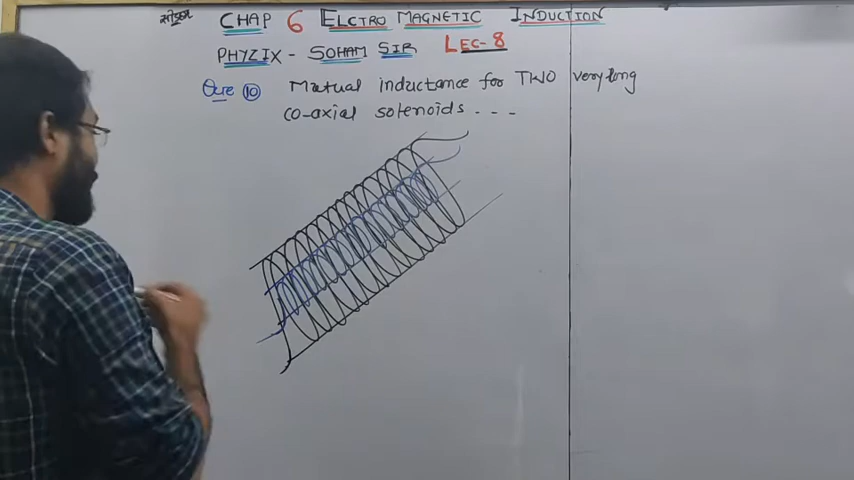 CHAP 6 ELCTRO MAGNETIC INDUCTION
PHYZIX - SOHAM SIR LEC-8
Que 10 Mutual inductance for TWO very long
co-axial solenoids - - -